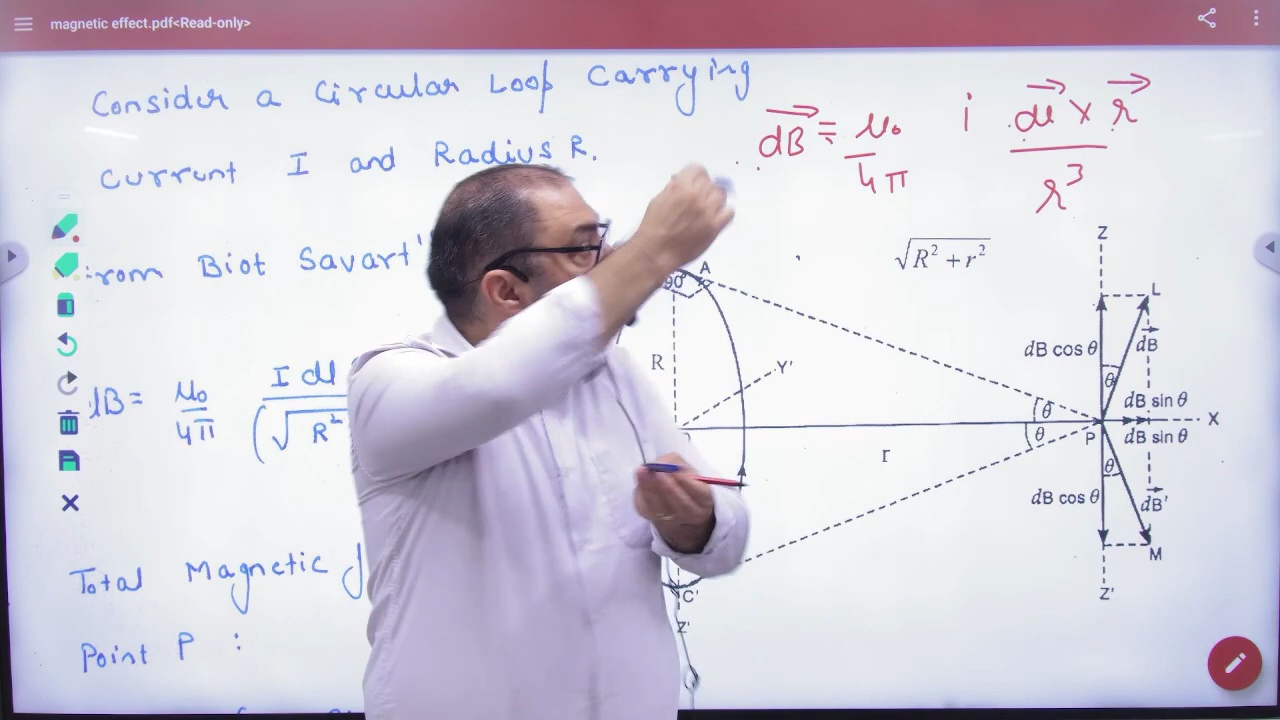 magnetic effect.pdf<Read-only>
Consider a Circular Loop Carrying
Current I and Radius R.
From Biot Savart'
dB = μ₀/4π I dl/(√R²
Total Magnetic f
Point P :
dB⃗ = μ₀/4π i dl⃗ × r⃗ / r³
√R² + r²
Z
L
A
90°
dB cos θ
dB⃗
R
Y'
θ
θ
dB sin θ
X
P
θ
dB sin θ
r
θ
dB cos θ
dB⃗'
M
C'
Z'
Z'